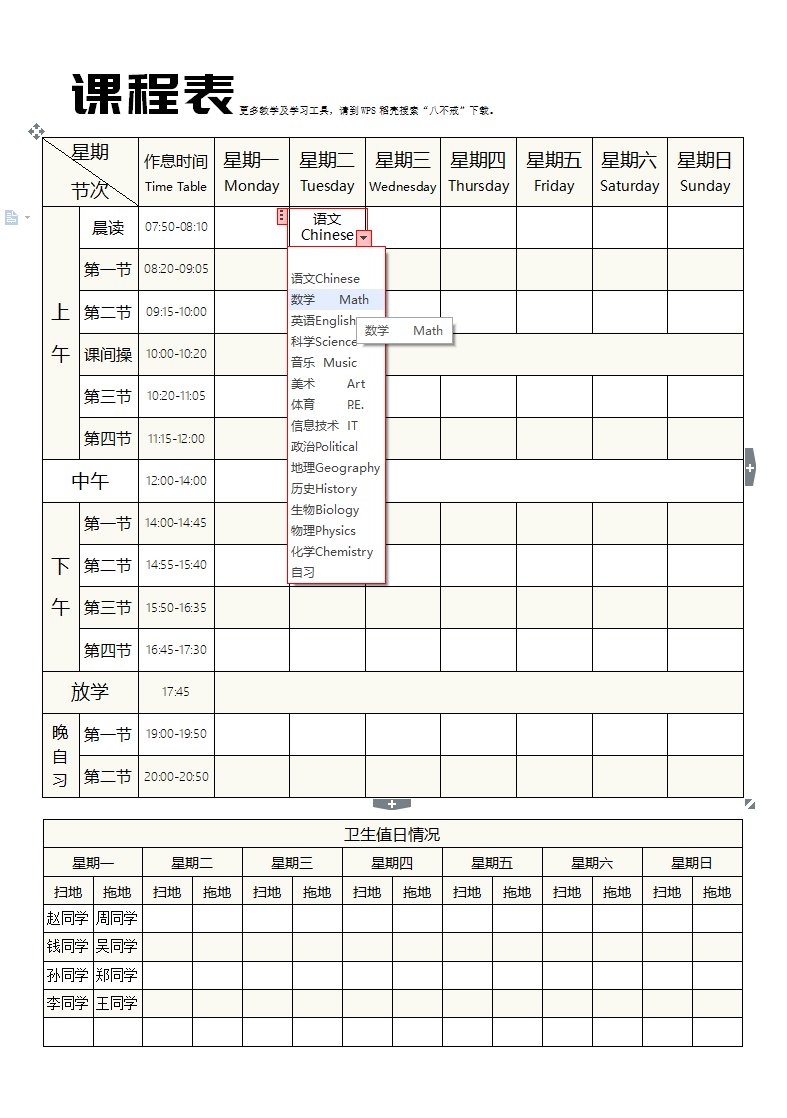 课程表 更多教学及学习工具，请到WPS稻壳搜索“八不戒”下载。
星期
节次
作息时间 星期一 星期二 星期三 星期四 星期五 星期六 星期日
Time Table Monday Tuesday Wednesday Thursday Friday Saturday Sunday
上午
晨读 07:50-08:10
语文
Chinese
第一节 08:20-09:05
第二节 09:15-10:00
课间操 10:00-10:20
第三节 10:20-11:05
第四节 11:15-12:00
语文Chinese
数学 Math
英语English
科学Science
音乐 Music
美术 Art
体育 P.E.
信息技术 IT
政治Political
地理Geography
历史History
生物Biology
物理Physics
化学Chemistry
自习
数学 Math
中午 12:00-14:00
下午
第一节 14:00-14:45
第二节 14:55-15:40
第三节 15:50-16:35
第四节 16:45-17:30
放学 17:45
晚自习
第一节 19:00-19:50
第二节 20:00-20:50
卫生值日情况
星期一 星期二 星期三 星期四 星期五 星期六 星期日
扫地 拖地 扫地 拖地 扫地 拖地 扫地 拖地 扫地 拖地 扫地 拖地 扫地 拖地
赵同学 周同学
钱同学 吴同学
孙同学 郑同学
李同学 王同学